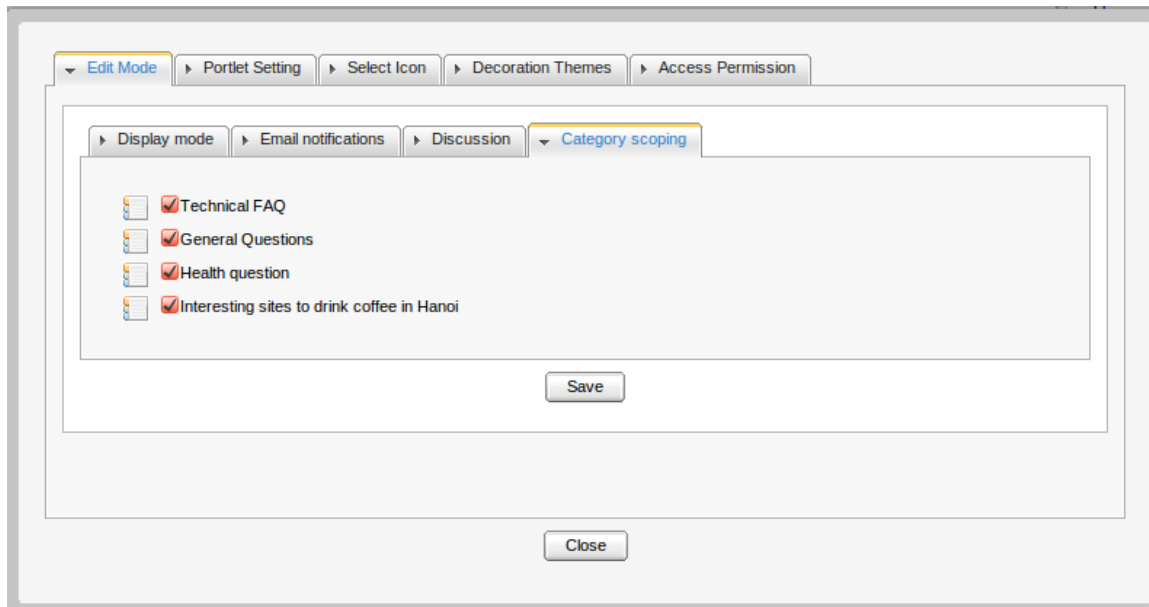 Edit Mode Portlet Setting Select Icon Decoration Themes Access Permission
Display mode Email notifications Discussion Category scoping
Technical FAQ
General Questions
Health question
Interesting sites to drink coffee in Hanoi
Save
Close